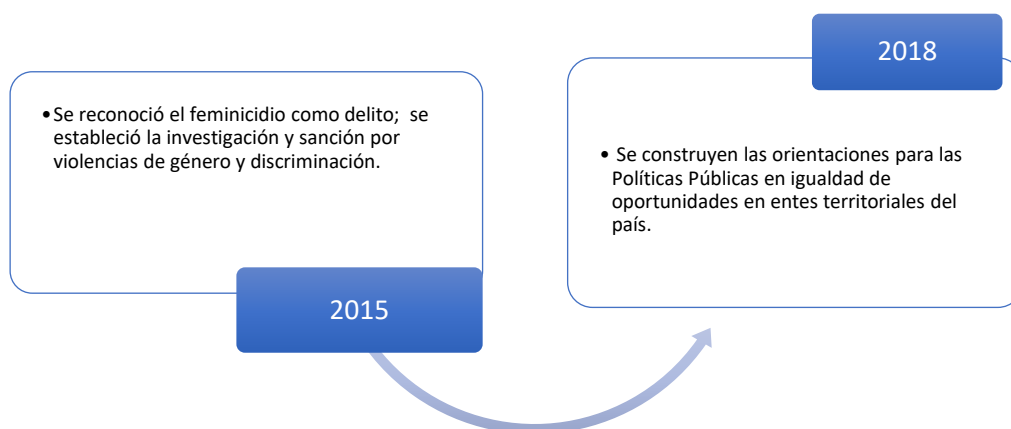 •Se reconoció el feminicidio como delito;  se
estableció la investigación y sanción por
violencias de género y discriminación.
2015
2018
• Se construyen las orientaciones para las
Políticas Públicas en igualdad de
oportunidades en entes territoriales del
país.